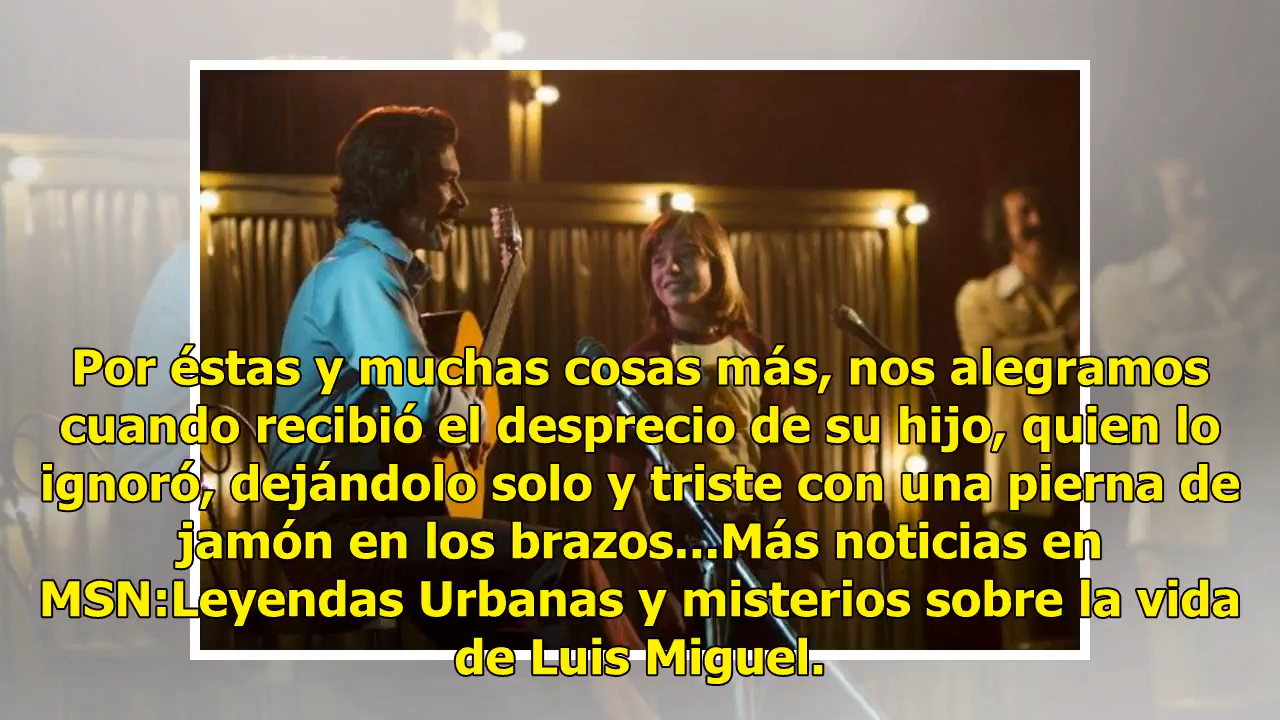 Por éstas y muchas cosas más, nos alegramos
cuando recibió el desprecio de su hijo, quien lo
ignoró, dejándolo solo y triste con una pierna de
jamón en los brazos...Más noticias en
MSN:Leyendas Urbanas y misterios sobre la vida
de Luis Miguel.